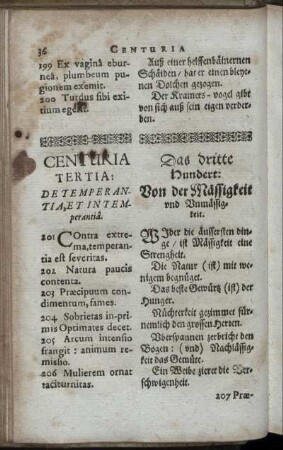 36 CENTURIA
199 Ex vaginâ ebur-
neâ, plumbeum pu-
gionem exemit.
200 Turdus sibi exi-
tium egerit.
CENTURIA
TERTIA:
DE TEMPERAN-
TIA, ET INTEM-
perantiâ.
201 Contra extre-
ma, temperan-
tia est severitas.
202 Natura paucis
contenta.
203 Præcipuum con-
dimentum, fames.
204 Sobrietas in pri-
mis Optimates decet.
205 Arcum intensio
frangit: animum re-
missio.
206 Mulierem ornat
taciturnitas.
Auß einer helffenbäinernen
Schäiden / hat er einen bleye-
nen Dolchen gezogen.
Der Kramets-vogel gibt
von sich auß sein eigen verder-
ben.
Das dritte
Hundert:
Von der Mässigkeit
vnd Vnmässig-
keit.
WIder die äussersten din-
ge / ist Mässigkeit eine
Strengheit.
Die Natur (ist) mit we-
nigem begnüget.
Das beste Gewürtz (ist) der
Hunger.
Nüchterkeit gezimmet für-
nemlich den grossen Herren.
Uberspannen zerbricht den
Bogen: (vnd) Nachlässig-
keit das Gemüte.
Ein Weibe zieret die Ver-
schwigenheit.
207 Præ-